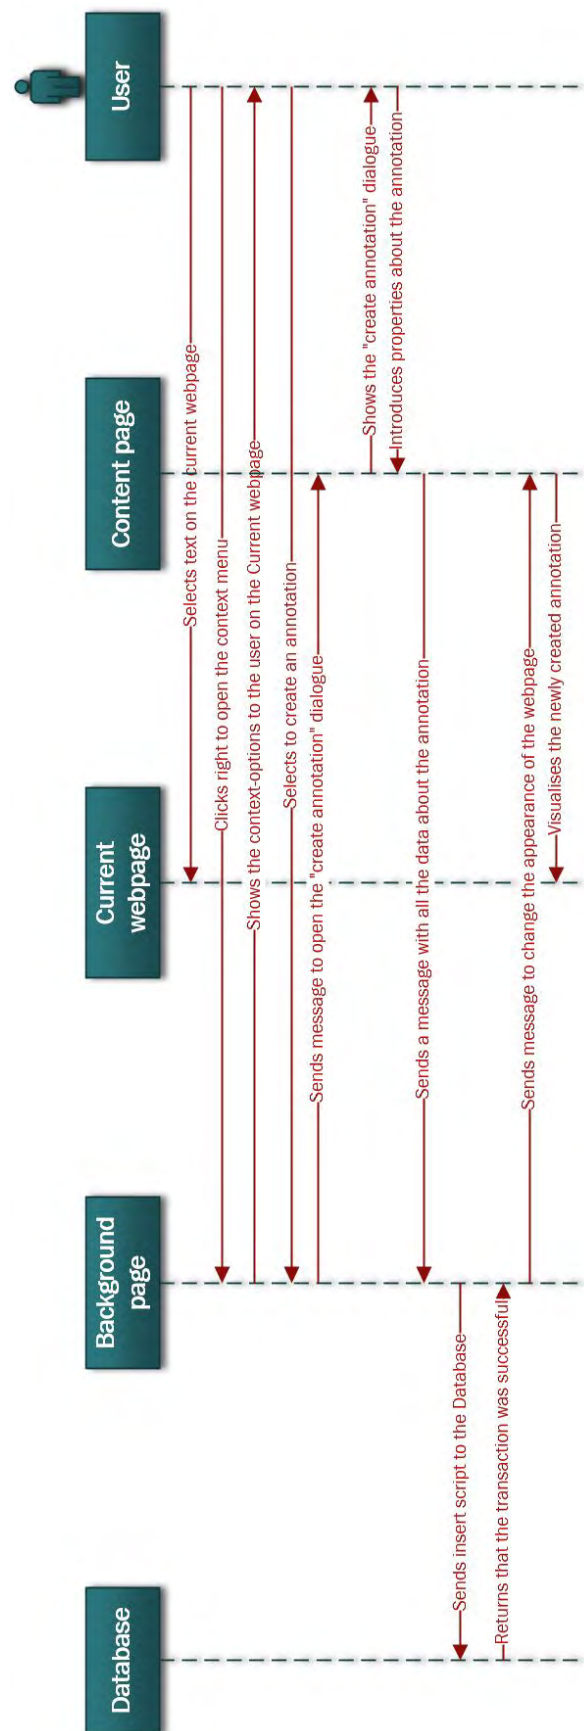 User
Content page
Current
webpage
Background
page
Database
Selects text on the current webpage
Clicks right to open the context menu
Shows the context-options to the user on the Current webpage
Selects to create an annotation
Sends message to open the "create annotation" dialogue
Shows the "create annotation" dialogue
Introduces properties about the annotation
Sends a message with all the data about the annotation
Sends insert script to the Database
Returns that the transaction was successful
Sends message to change the appearance of the webpage
Visualises the newly created annotation